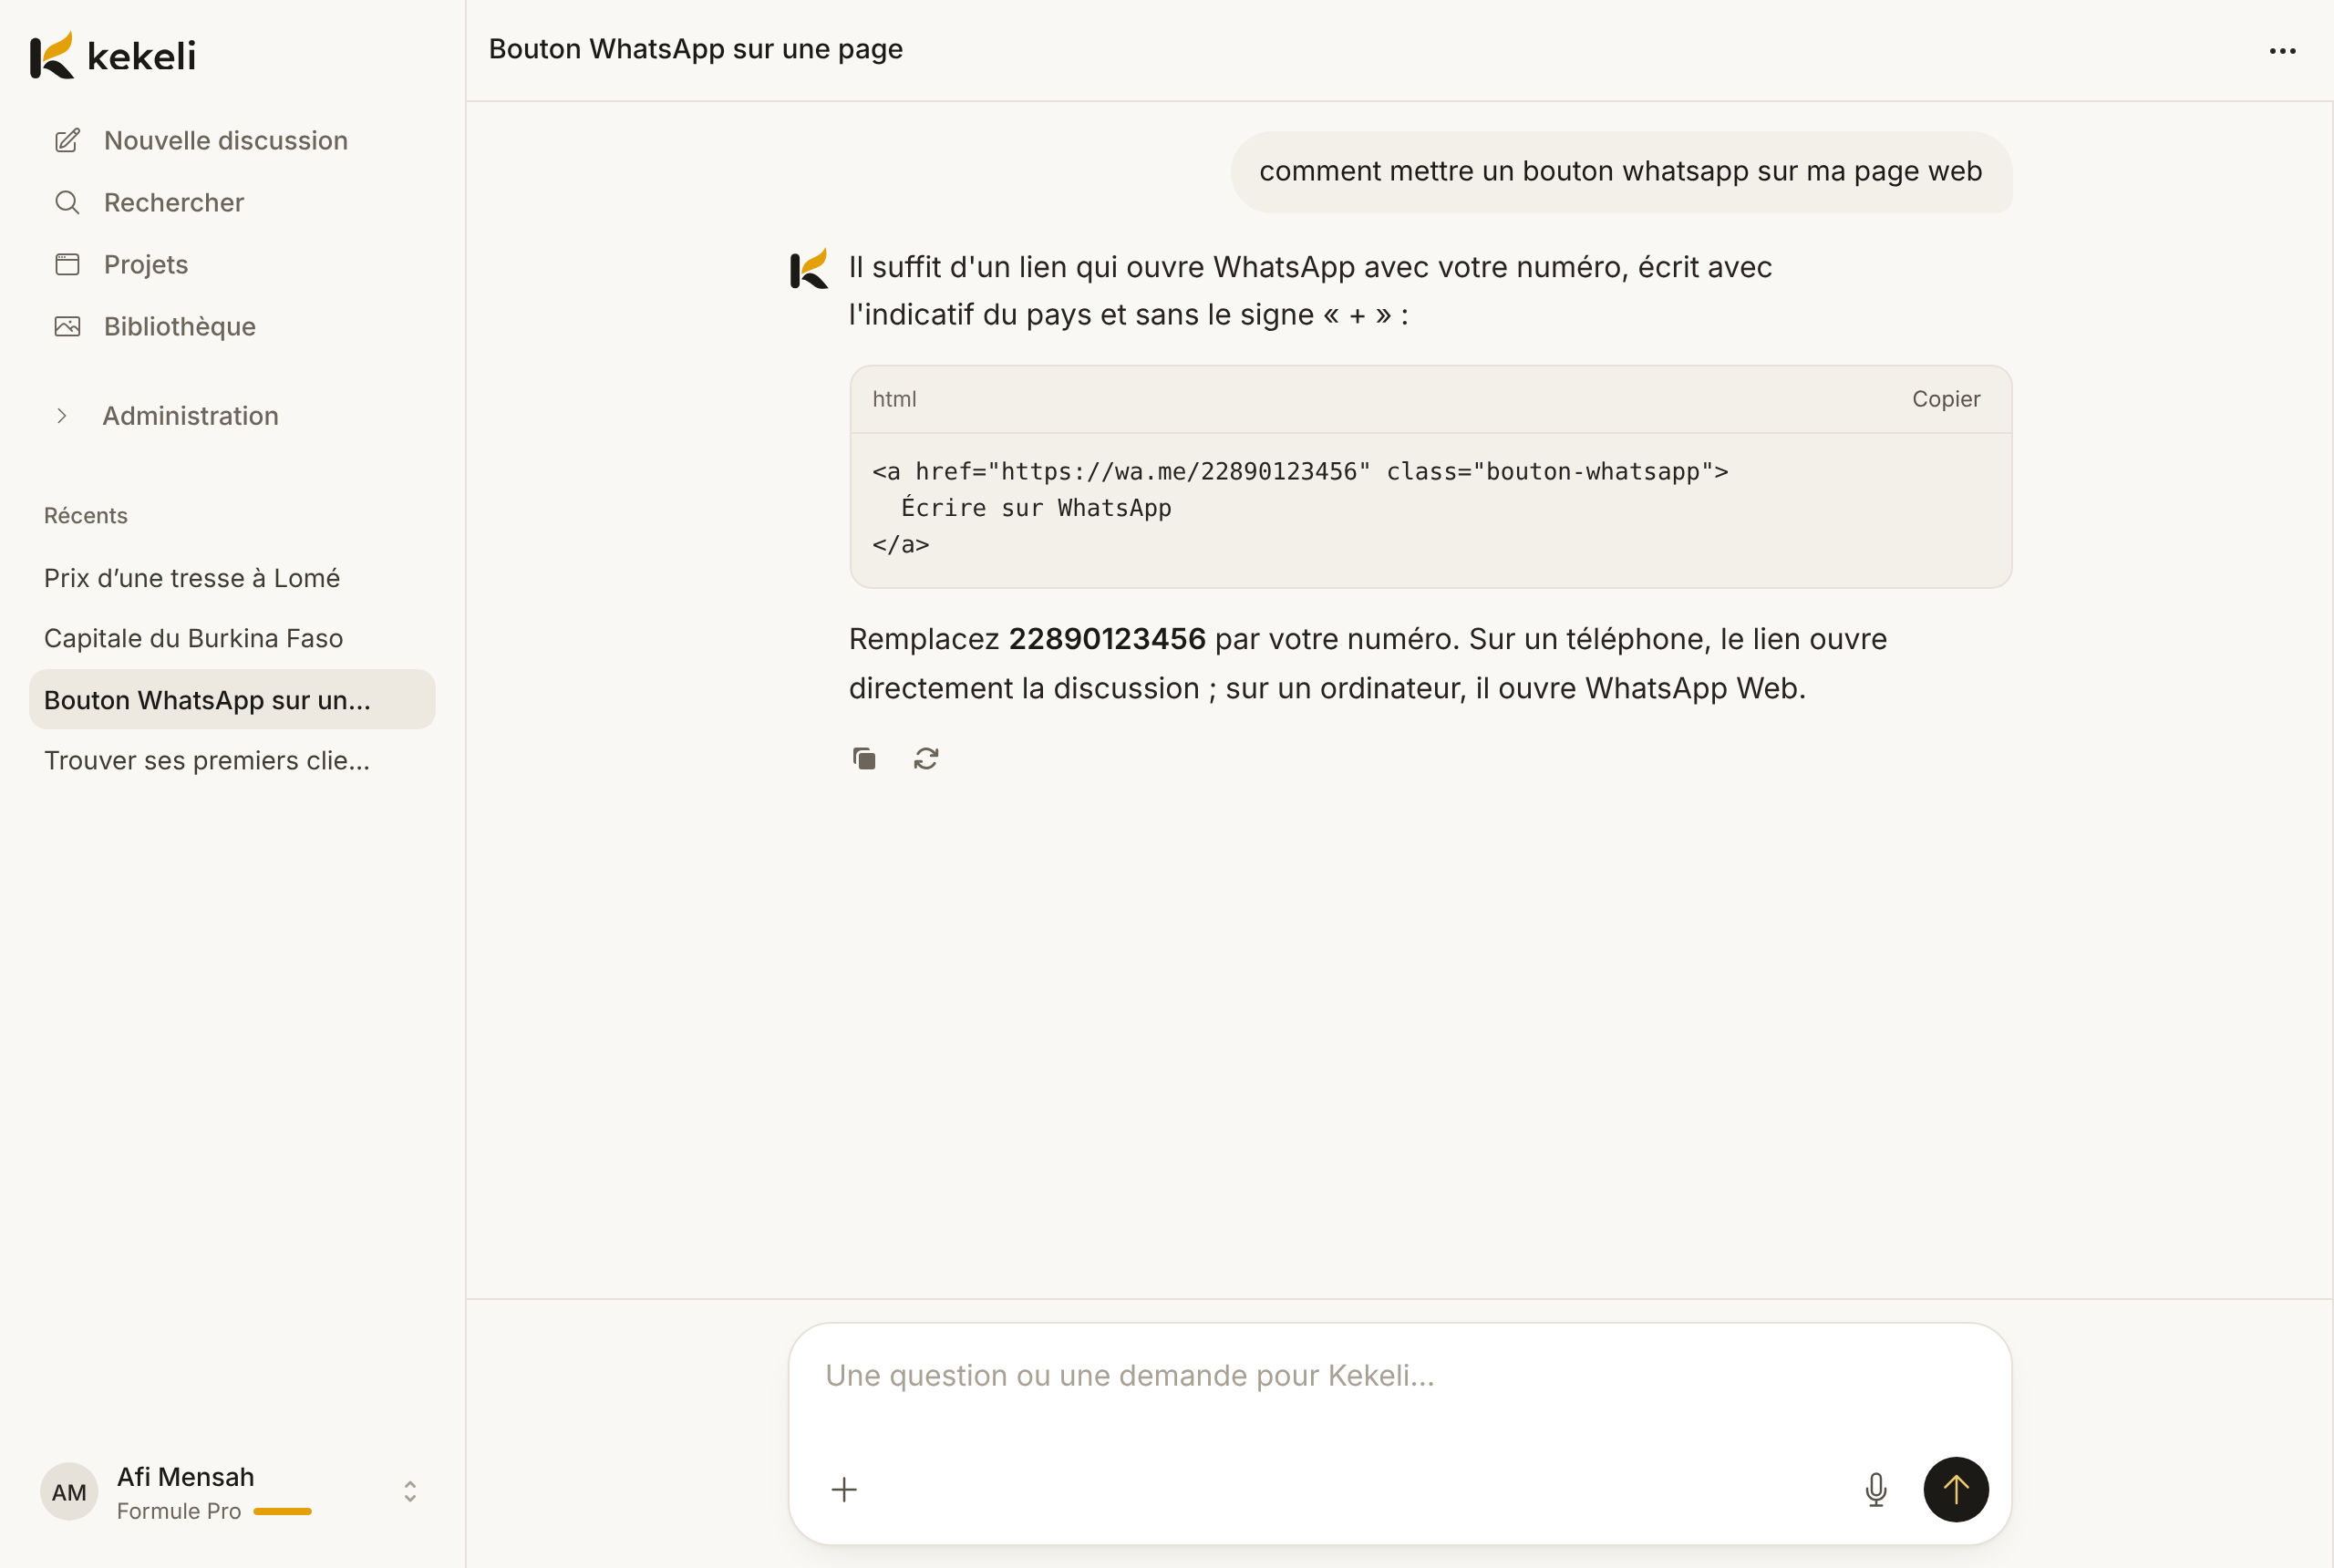 kekeli
Nouvelle discussion
Rechercher
Projets
Bibliothèque
Administration
Récents
Prix d’une tresse à Lomé
Capitale du Burkina Faso
Bouton WhatsApp sur un...
Trouver ses premiers clie...
AM
Afi Mensah
Formule Pro
Bouton WhatsApp sur une page
comment mettre un bouton whatsapp sur ma page web
Il suffit d'un lien qui ouvre WhatsApp avec votre numéro, écrit avec
l'indicatif du pays et sans le signe « + » :
html
Copier
<a href="https://wa.me/22890123456" class="bouton-whatsapp">
  Écrire sur WhatsApp
</a>
Remplacez 22890123456 par votre numéro. Sur un téléphone, le lien ouvre
directement la discussion ; sur un ordinateur, il ouvre WhatsApp Web.
Une question ou une demande pour Kekeli...